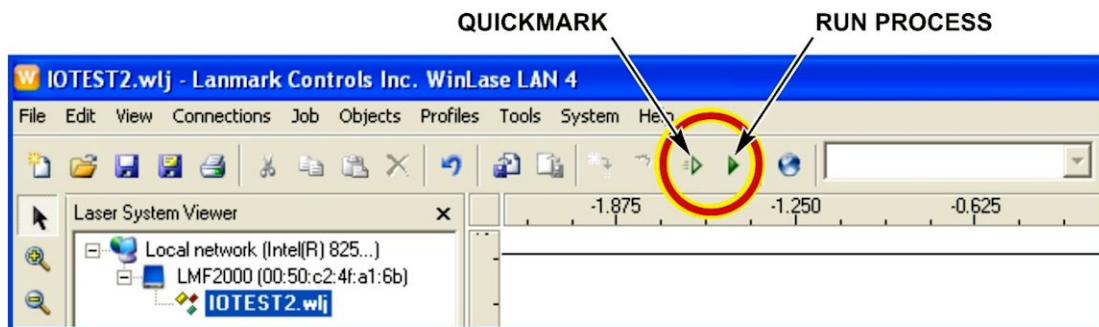 QUICKMARK RUN PROCESS
IOTEST2.wlj - Lanmark Controls Inc. WinLase LAN 4
File Edit View Connections Job Objects Profiles Tools System Help
Laser System Viewer
-1.875 -1.250 -0.625
Local network (Intel(R) 825...)
LMF2000 (00:50:c2:4f:a1:6b)
IOTEST2.wlj